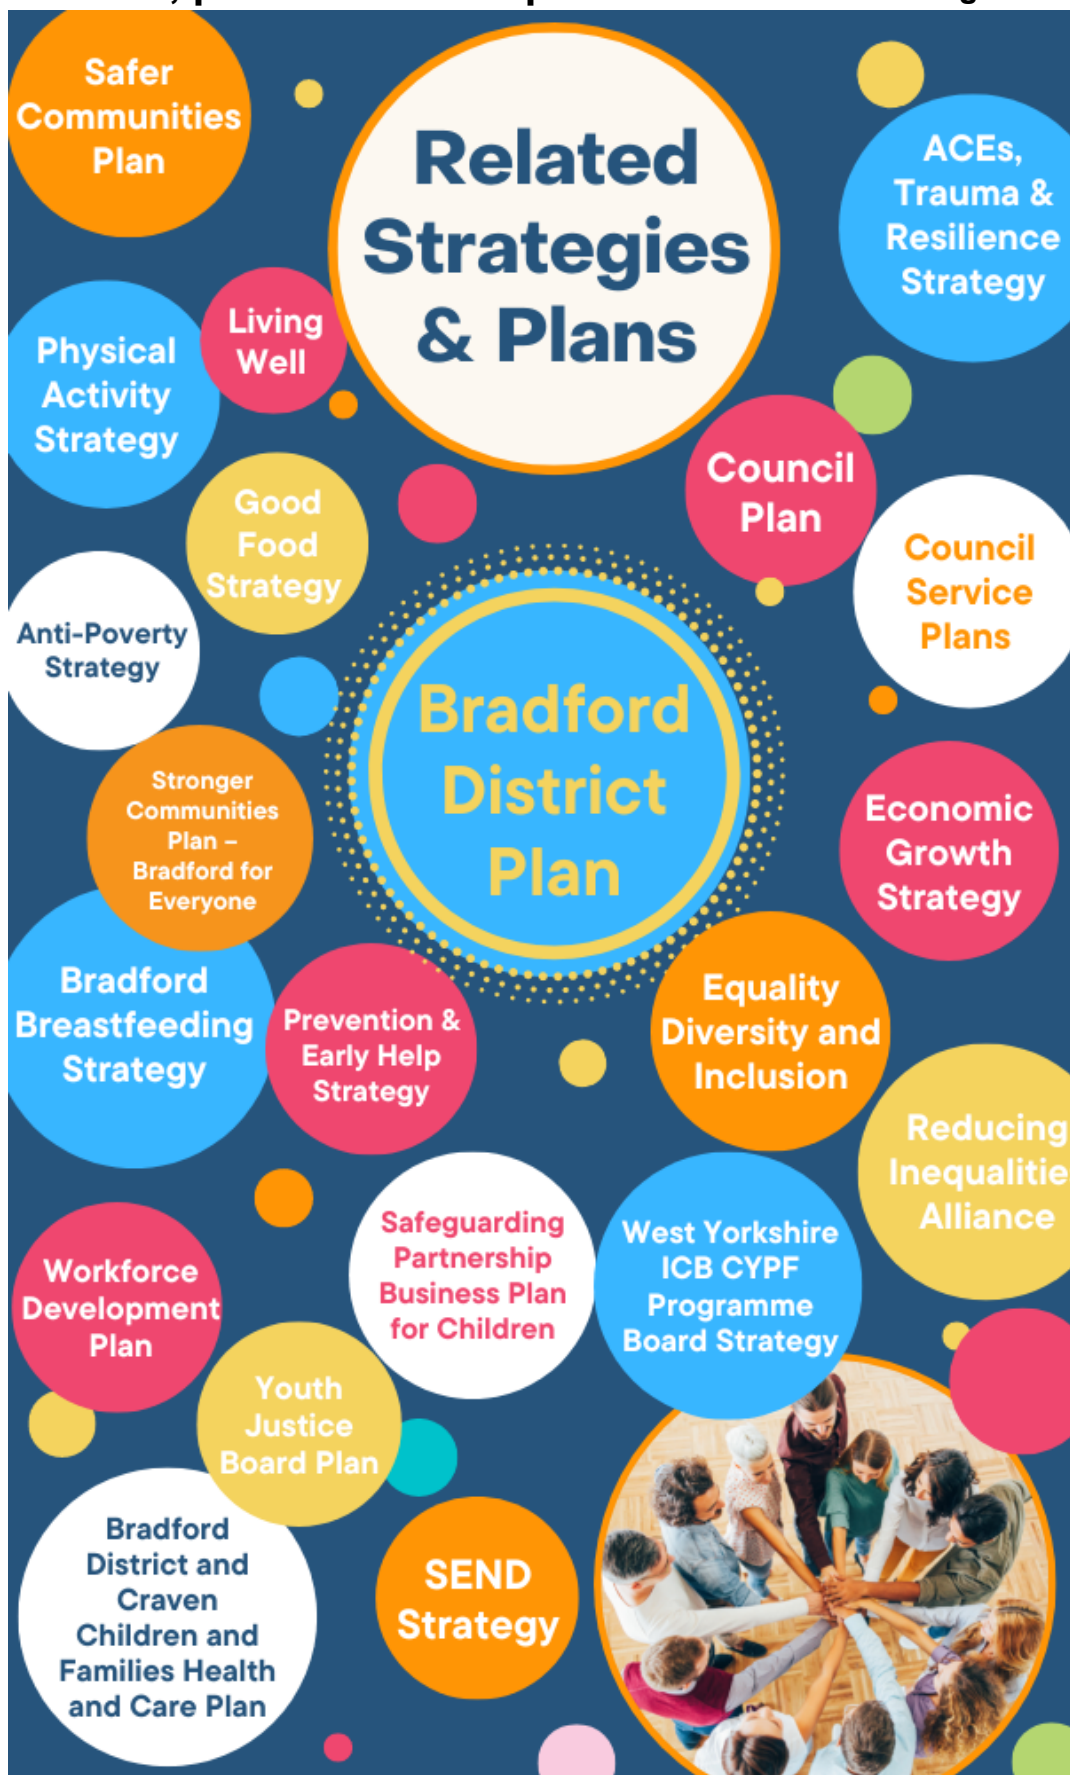 Related
Strategies
& Plans
Safer
Communities
Plan
ACEs,
Trauma &
Resilience
Strategy
Living
Well
Physical
Activity
Strategy
Council
Plan
Good
Food
Strategy
Council
Service
Plans
Anti-Poverty
Strategy
Bradford
District
Plan
Stronger
Communities
Plan –
Bradford for
Everyone
Economic
Growth
Strategy
Bradford
Breastfeeding
Strategy
Prevention &
Early Help
Strategy
Equality
Diversity and
Inclusion
Reducing
Inequalitie
Alliance
Safeguarding
Partnership
Business Plan
for Children
West Yorkshire
ICB CYPF
Programme
Board Strategy
Workforce
Development
Plan
Youth
Justice
Board Plan
Bradford
District and
Craven
Children and
Families Health
and Care Plan
SEND
Strategy